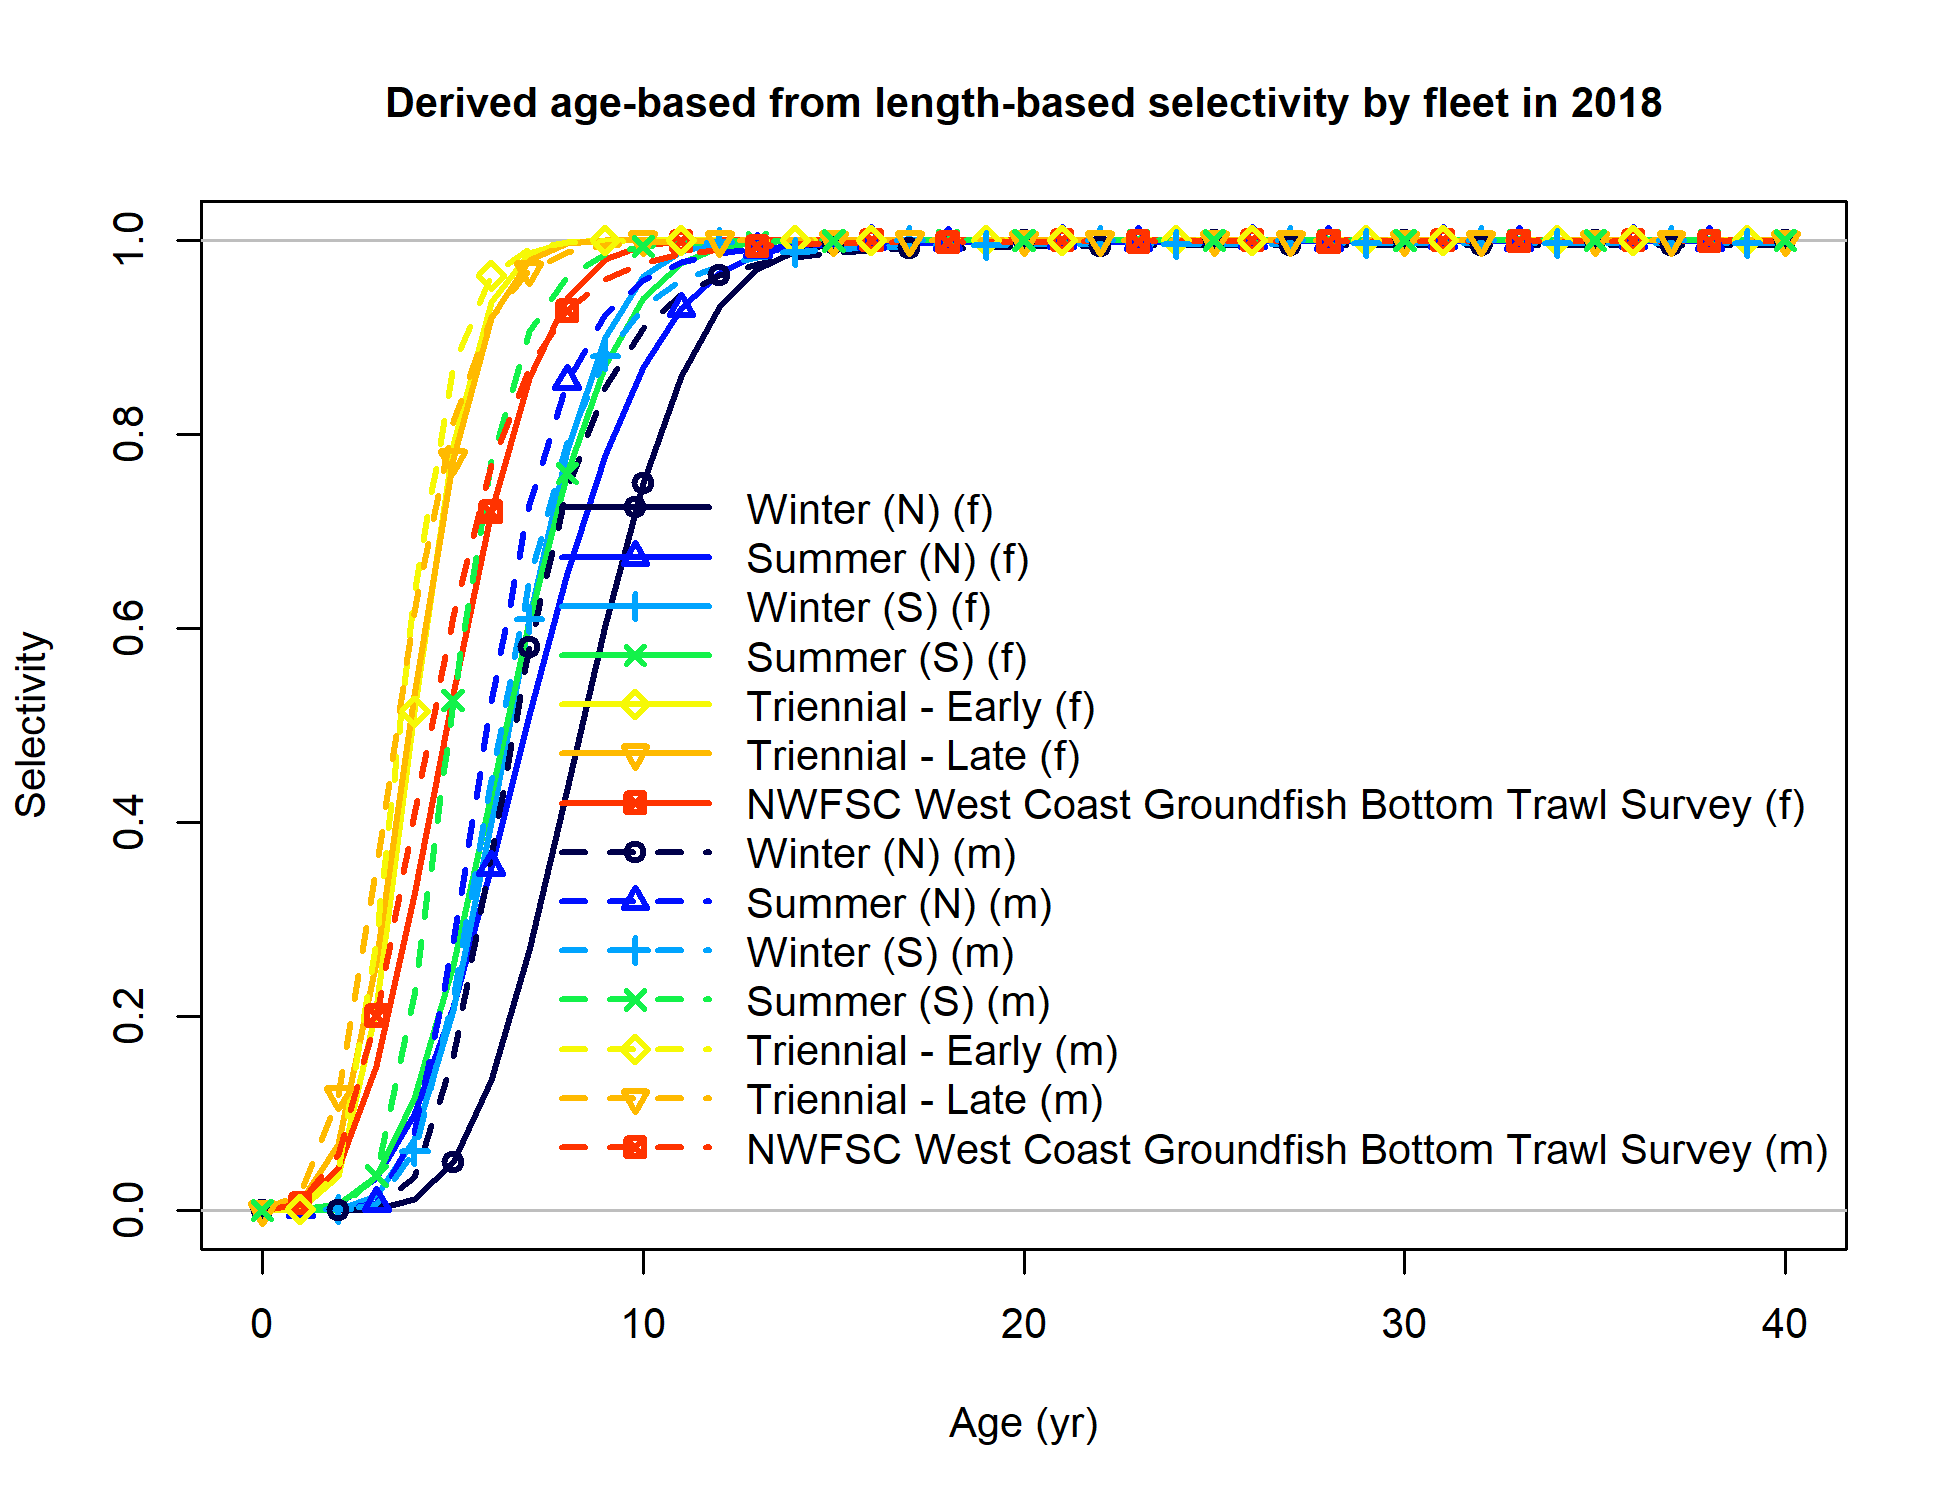 Derived age-based from length-based selectivity by fleet in 2018
1.0
0.8
0.6
0.4
0.2
0.0
Selectivity
Winter (N) (f)
Summer (N) (f)
Winter (S) (f)
Summer (S) (f)
Triennial - Early (f)
Triennial - Late (f)
NWFSC West Coast Groundfish Bottom Trawl Survey (f)
Winter (N) (m)
Summer (N) (m)
Winter (S) (m)
Summer (S) (m)
Triennial - Early (m)
Triennial - Late (m)
NWFSC West Coast Groundfish Bottom Trawl Survey (m)
0 10 20 30 40
Age (yr)